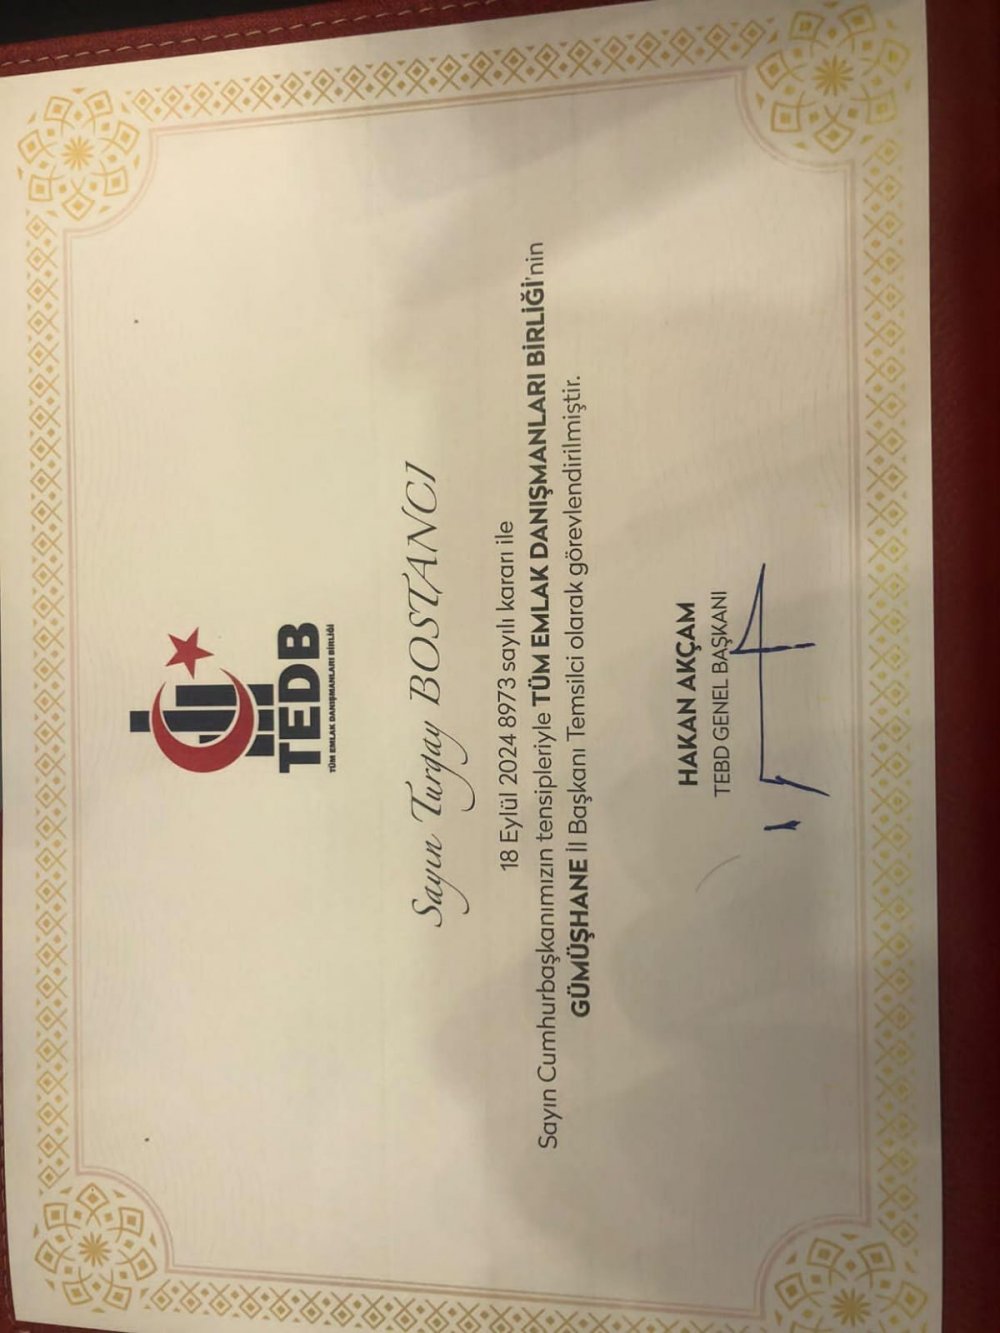 TEDB
TÜM EMLAK DANIŞMANLARI BİRLİĞİ
Sayın Turgay BOSTANCI
18 Eylül 2024 8973 sayılı kararı ile
Sayın Cumhurbaşkanımızın tensipleriyle TÜM EMLAK DANIŞMANLARI BİRLİĞİ'nin
GÜMÜŞHANE İl Başkanı Temsilci olarak görevlendirilmiştir.
HAKAN AKÇAM
TEBD GENEL BAŞKANI